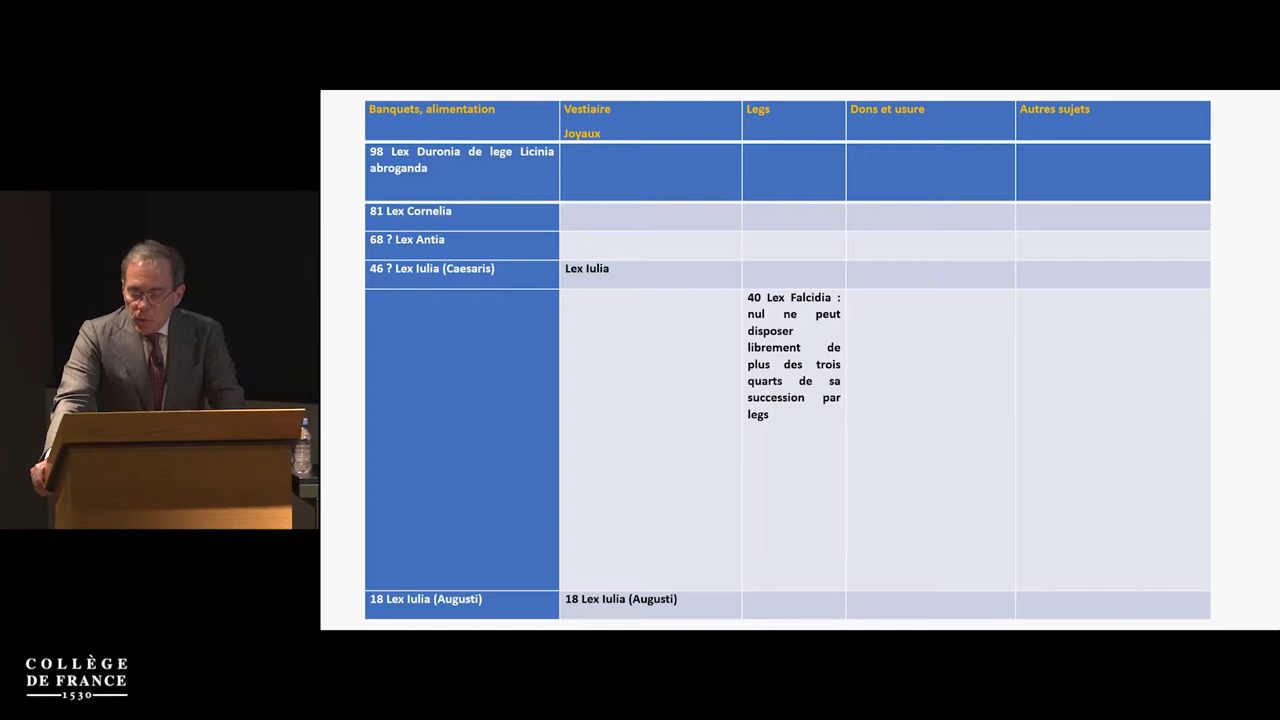 Banquets, alimentation
Vestiaire
Joyaux
Legs
Dons et usure
Autres sujets
98 Lex Duronia de lege Licinia
abroganda
81 Lex Cornelia
68 ? Lex Antia
46 ? Lex Iulia (Caesaris)
Lex Iulia
40 Lex Falcidia :
nul ne peut
disposer
librement de
plus des trois
quarts de sa
succession par
legs
18 Lex Iulia (Augusti)
18 Lex Iulia (Augusti)
COLLÈGE
DE FRANCE
1530